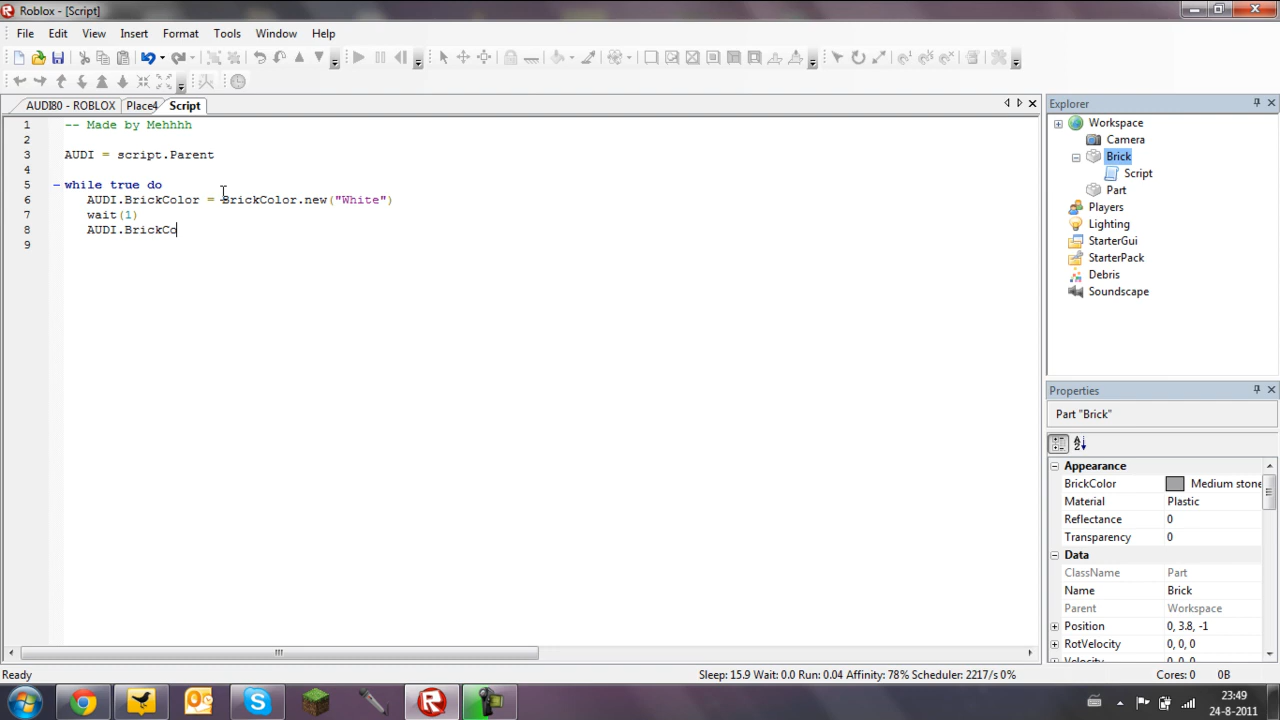 Roblox - [Script]
File Edit View Insert Format Tools Window Help
AUDI80 - ROBLOX Place4 Script
1 -- Made by Mehhhh
2
3 AUDI = script.Parent
4
5 while true do
6 AUDI.BrickColor = BrickColor.new("White")
7 wait(1)
8 AUDI.BrickCo
9
Explorer
Workspace
Camera
Brick
Script
Part
Players
Lighting
StarterGui
StarterPack
Debris
Soundscape
Properties
Part "Brick"
Appearance
BrickColor Medium stone
Material Plastic
Reflectance 0
Transparency 0
Data
ClassName Part
Name Brick
Parent Workspace
Position 0, 3.8, -1
RotVelocity 0, 0, 0
Velocity 0, 0, 0
Ready Sleep: 15.9 Wait: 0.0 Run: 0.04 Affinity: 78% Scheduler: 2217/s 0% Cores: 0 0B
23:49
24-8-2011